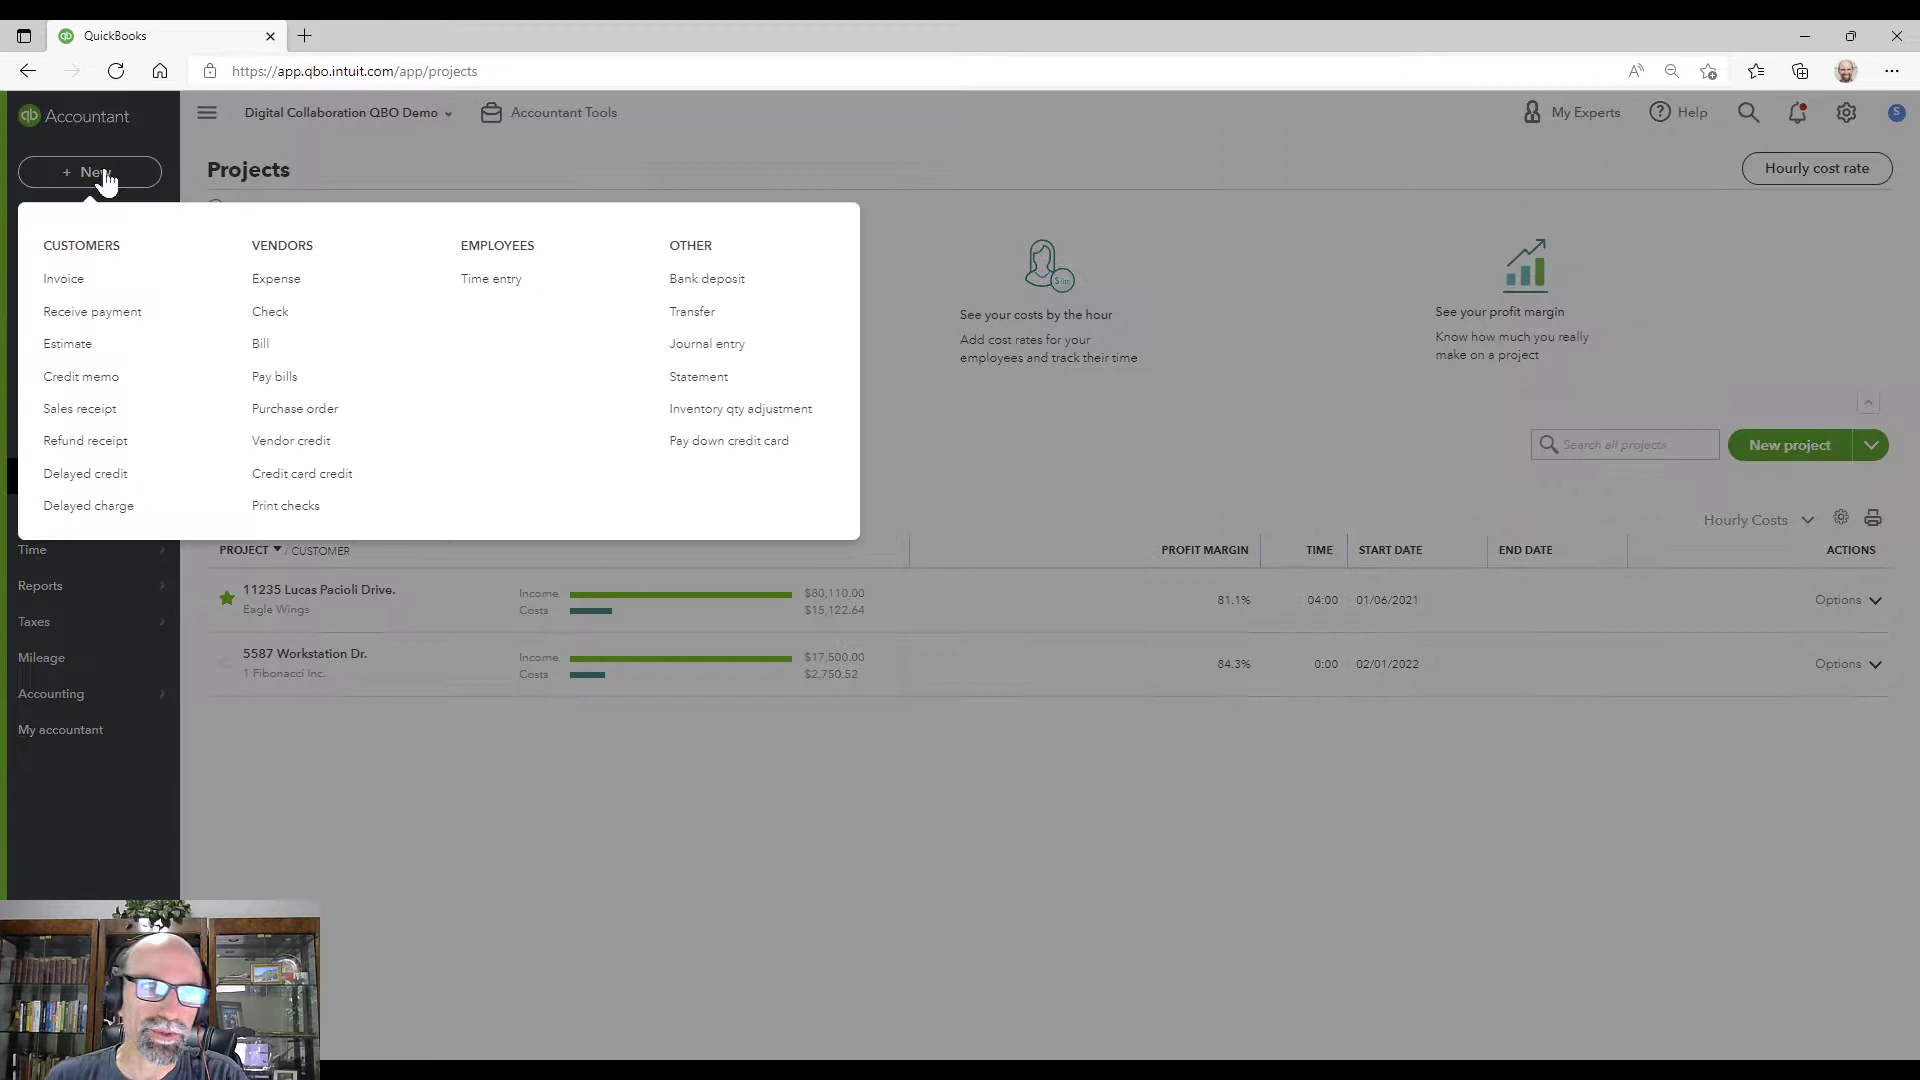 QuickBooks
https://app.qbo.intuit.com/app/projects
qb Accountant
Digital Collaboration QBO Demo
Accountant Tools
My Experts
Help
S
+ New
Projects
Hourly cost rate
CUSTOMERS
Invoice
Receive payment
Estimate
Credit memo
Sales receipt
Refund receipt
Delayed credit
Delayed charge
VENDORS
Expense
Check
Bill
Pay bills
Purchase order
Vendor credit
Credit card credit
Print checks
EMPLOYEES
Time entry
OTHER
Bank deposit
Transfer
Journal entry
Statement
Inventory qty adjustment
Pay down credit card
$/hr
See your costs by the hour
Add cost rates for your
employees and track their time
See your profit margin
Know how much you really
make on a project
Search all projects
New project
Hourly Costs
Time
Reports
Taxes
Mileage
Accounting
My accountant
PROJECT / CUSTOMER PROFIT MARGIN TIME START DATE END DATE ACTIONS
11235 Lucas Pacioli Drive.
Eagle Wings
Income $80,110.00
Costs $15,122.64
81.1% 04:00 01/06/2021 Options
5587 Workstation Dr.
1 Fibonacci Inc.
Income $17,500.00
Costs $2,750.52
84.3% 0:00 02/01/2022 Options